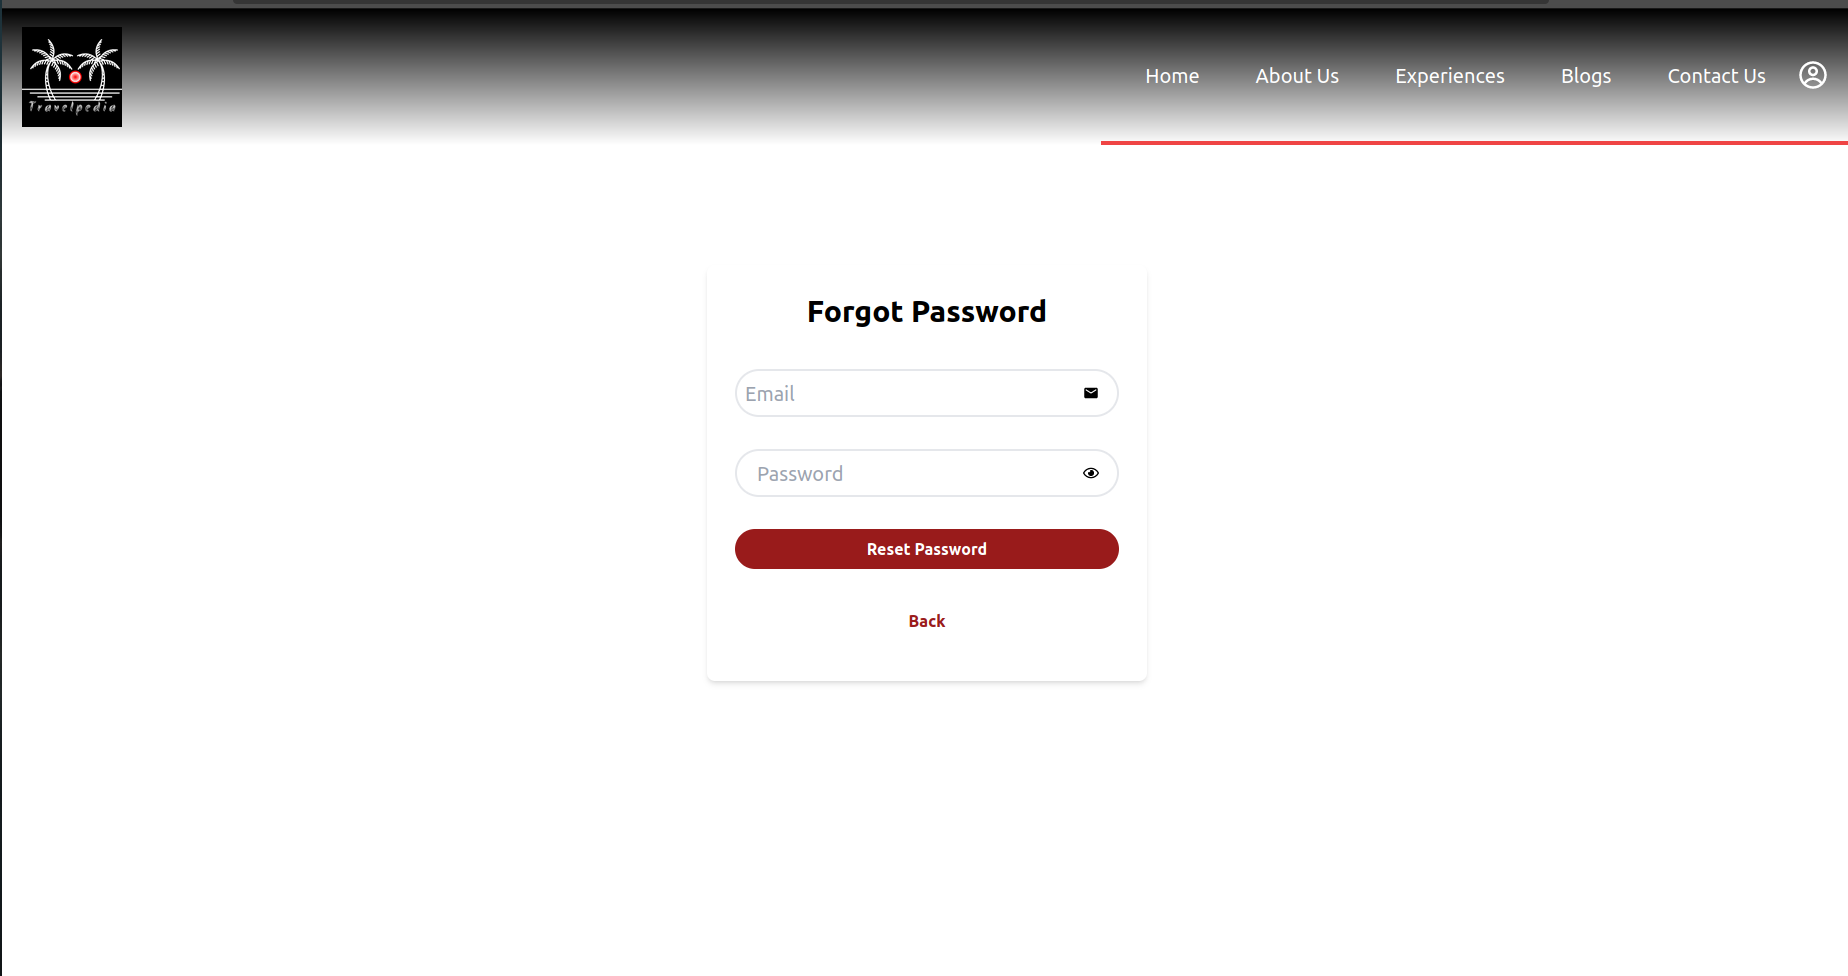 Travelpedia
Home About Us Experiences Blogs Contact Us
Forgot Password
Email
Password
Reset Password
Back